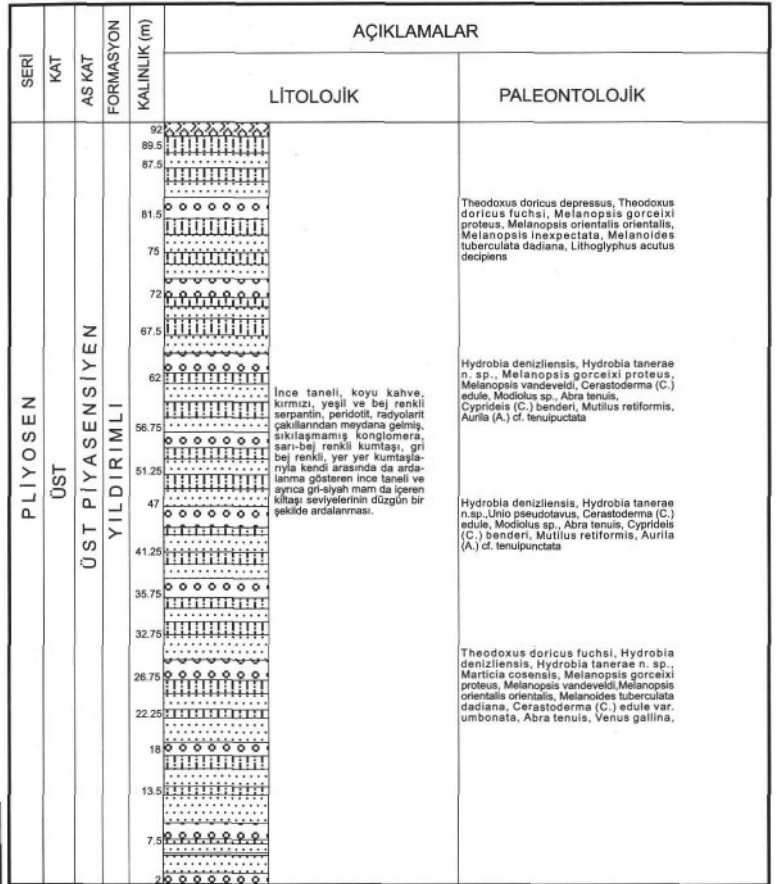 SERİ
KAT
AS KAT
FORMASYON
KALINLIK (m)
AÇIKLAMALAR
LİTOLOJİK
PALEONTOLOJİK
PLİYOSEN
ÜST
ÜST PİYASENSİYEN
YILDIRIMLI
92
89.5
87.5
81.5
75
72
67.5
62
56.75
51.25
47
41.25
35.75
32.75
26.75
22.25
18
13.5
7.5
2
İnce taneli, koyu kahve,
kırmızı, yeşil ve bej renkli
serpantin, peridotit, radyolarit
çakıllarından meydana gelmiş,
sıkılaşmamış konglomera,
sarı-bej renkli kumtaşı, gri
bej renkli, yer yer kumtaşla-
rıyla kendi arasında da arda-
lanma gösteren ince taneli ve
ayrıca gri-siyah marn da içeren
kiltaşı seviyelerinin düzgün bir
şekilde ardalanması.
Theodoxus doricus depressus, Theodoxus
doricus fuchsi, Melanopsis gorceixi
proteus, Melanopsis orientalis orientalis,
Melanopsis inexpectata, Melanoides
tuberculata dadiana, Lithoglyphus acutus
decipiens
Hydrobia denizliensis, Hydrobia tanerae
n. sp., Melanopsis gorceixi proteus,
Melanopsis vandeveldi, Cerastoderma (C.)
edule, Modiolus sp., Abra tenuis,
Cyprideis (C.) benderi, Mutilus retiformis,
Aurila (A.) cf. tenuipuctata
Hydrobia denizliensis, Hydrobia tanerae
n.sp.,Unio pseudotavus, Cerastoderma (C.)
edule, Modiolus sp., Abra tenuis, Cyprideis
(C.) benderi, Mutilus retiformis, Aurila
(A.) cf. tenuipunctata
Theodoxus doricus fuchsi, Hydrobia
denizliensis, Hydrobia tanerae n. sp.,
Marticia cosensis, Melanopsis gorceixi
proteus, Melanopsis vandeveldi,Melanopsis
orientalis orientalis, Melanoides tuberculata
dadiana, Cerastoderma (C.) edule var.
umbonata, Abra tenuis, Venus gallina,